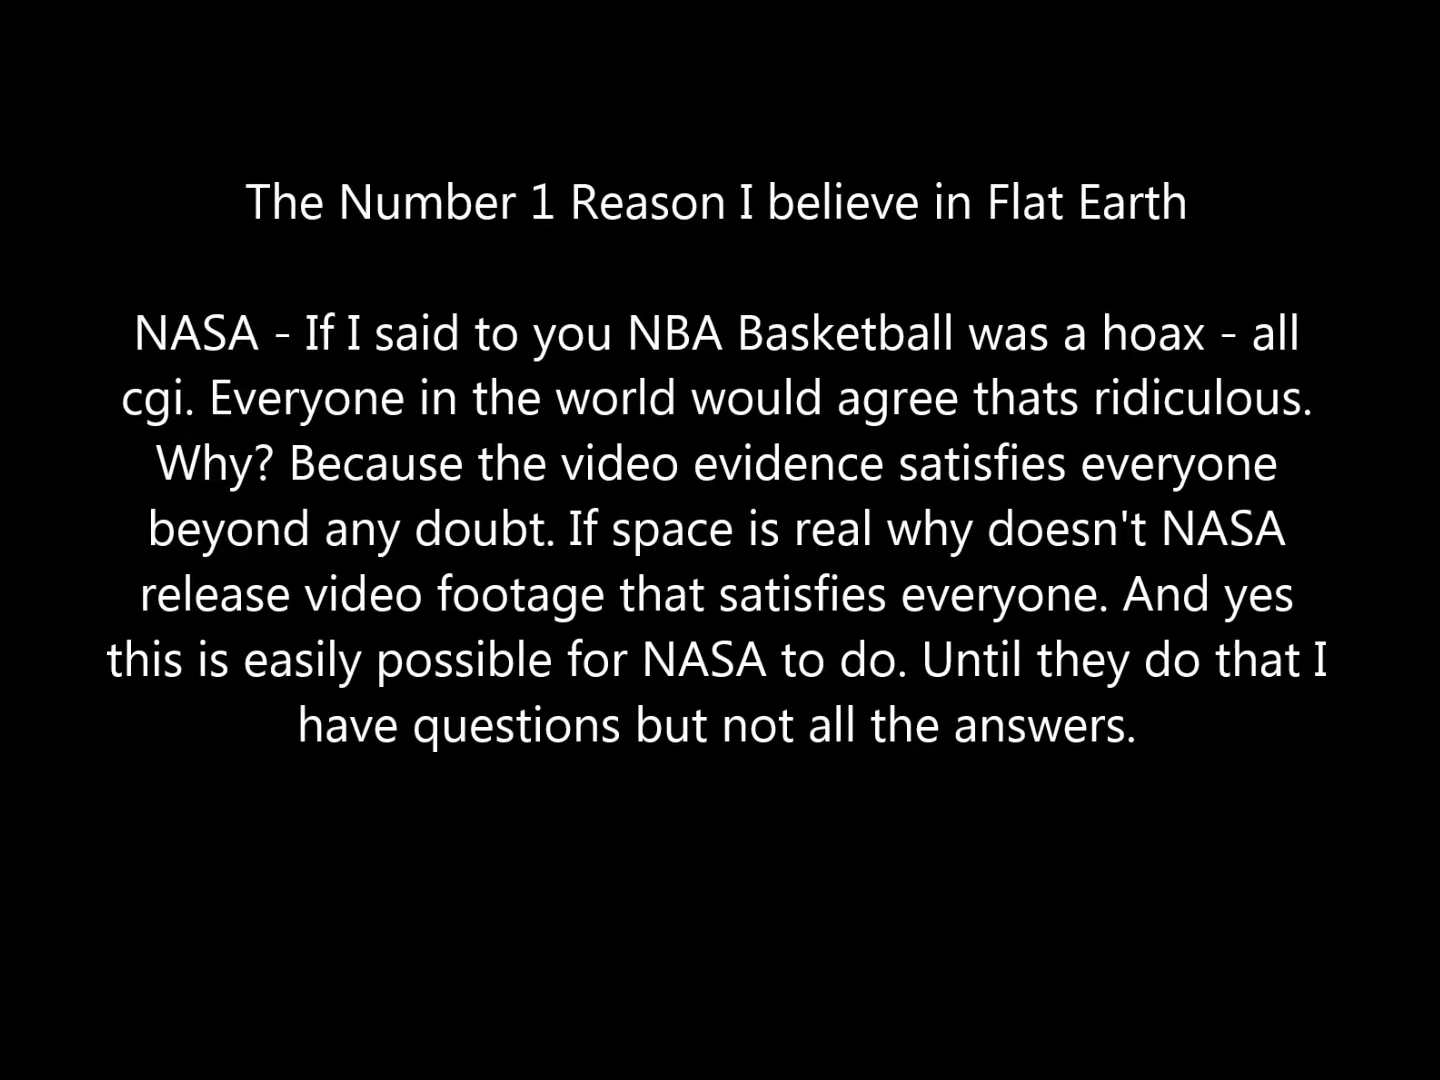 The Number 1 Reason I believe in Flat Earth
NASA - If I said to you NBA Basketball was a hoax - all
cgi. Everyone in the world would agree thats ridiculous.
Why? Because the video evidence satisfies everyone
beyond any doubt. If space is real why doesn't NASA
release video footage that satisfies everyone. And yes
this is easily possible for NASA to do. Until they do that I
have questions but not all the answers.